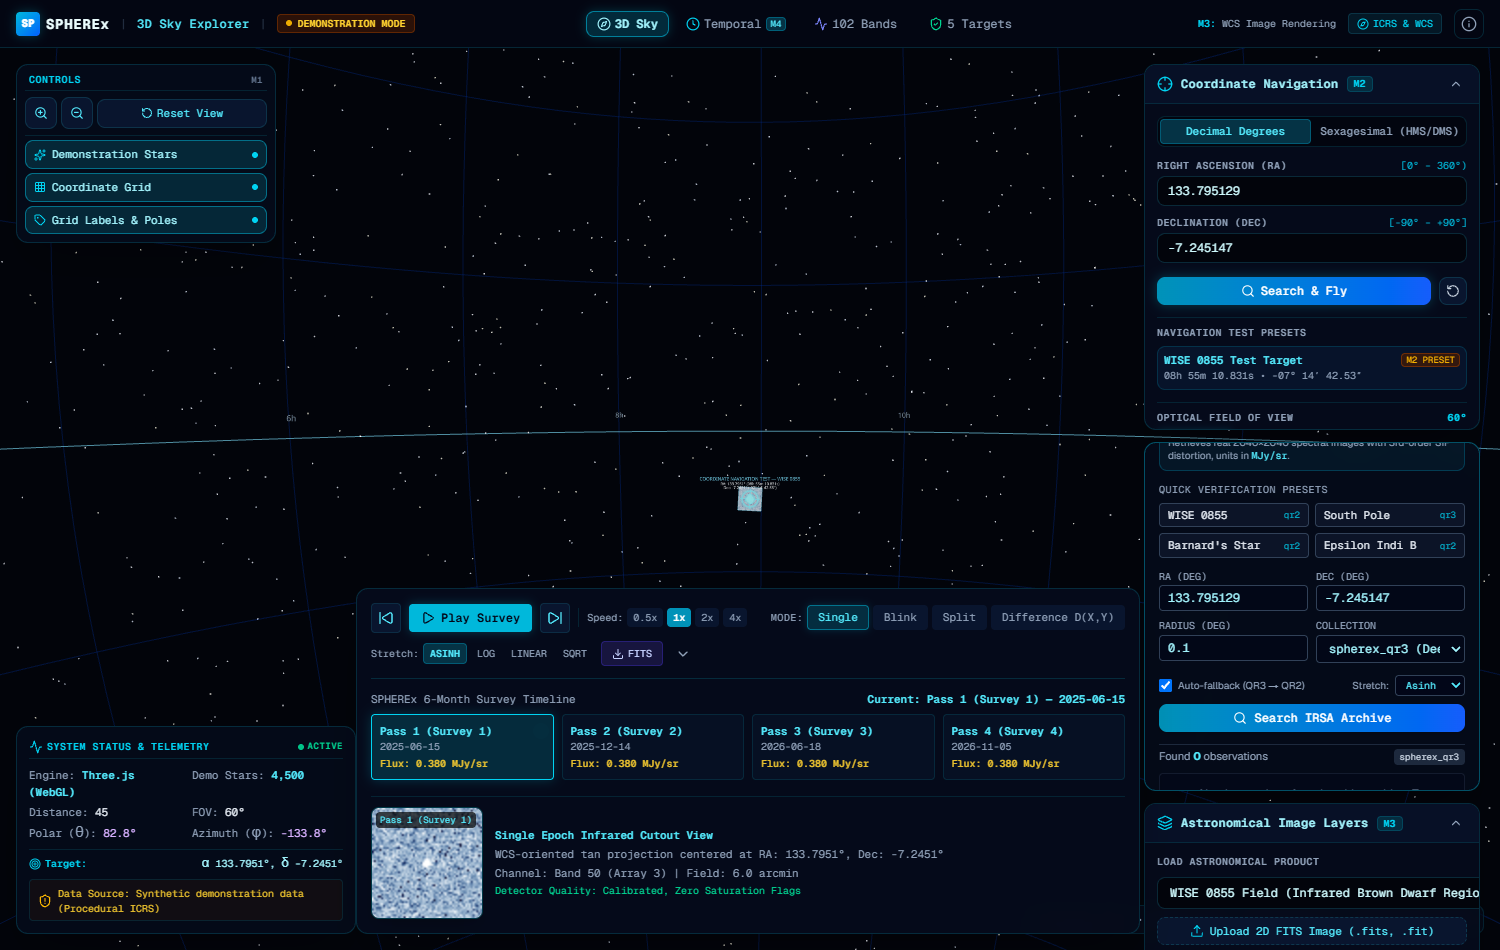 SP SPHEREx | 3D Sky Explorer | DEMONSTRATION MODE
3D Sky Temporal M4 102 Bands 5 Targets
M3: WCS Image Rendering ICRS & WCS
CONTROLS M1
Reset View
Demonstration Stars
Coordinate Grid
Grid Labels & Poles
6h
8h
10h
COORDINATE NAVIGATION TEST — WISE 0855
Coordinate Navigation M2
Decimal Degrees Sexagesimal (HMS/DMS)
RIGHT ASCENSION (RA) [0° – 360°)
133.795129
DECLINATION (DEC) [-90° – +90°]
-7.245147
Search & Fly
NAVIGATION TEST PRESETS
WISE 0855 Test Target M2 PRESET
08h 55m 10.831s • -07° 14' 42.53"
OPTICAL FIELD OF VIEW 60°
distortion, units in MJy/sr.
QUICK VERIFICATION PRESETS
WISE 0855 qr2 South Pole qr3
Barnard's Star qr2 Epsilon Indi B qr2
RA (DEG) DEC (DEG)
133.795129 -7.245147
RADIUS (DEG) COLLECTION
0.1 spherex_qr3 (Dee
Auto-fallback (QR3 → QR2) Stretch: Asinh
Search IRSA Archive
Found 0 observations spherex_qr3
Astronomical Image Layers M3
LOAD ASTRONOMICAL PRODUCT
WISE 0855 Field (Infrared Brown Dwarf Regio
Upload 2D FITS Image (.fits, .fit)
Play Survey Speed: 0.5x 1x 2x 4x MODE: Single Blink Split Difference D(X,Y)
Stretch: ASINH LOG LINEAR SQRT FITS
SPHEREx 6-Month Survey Timeline Current: Pass 1 (Survey 1) — 2025-06-15
Pass 1 (Survey 1) Pass 2 (Survey 2) Pass 3 (Survey 3) Pass 4 (Survey 4)
2025-06-15 2025-12-14 2026-06-18 2026-11-05
Flux: 0.380 MJy/sr Flux: 0.380 MJy/sr Flux: 0.380 MJy/sr Flux: 0.380 MJy/sr
Pass 1 (Survey 1)
Single Epoch Infrared Cutout View
WCS-oriented tan projection centered at RA: 133.7951°, Dec: -7.2451°
Channel: Band 50 (Array 3) | Field: 6.0 arcmin
Detector Quality: Calibrated, Zero Saturation Flags
SYSTEM STATUS & TELEMETRY ACTIVE
Engine: Three.js Demo Stars: 4,500
(WebGL)
Distance: 45 FOV: 60°
Polar (θ): 82.8° Azimuth (φ): -133.8°
Target: α 133.7951°, δ -7.2451°
Data Source: Synthetic demonstration data
(Procedural ICRS)